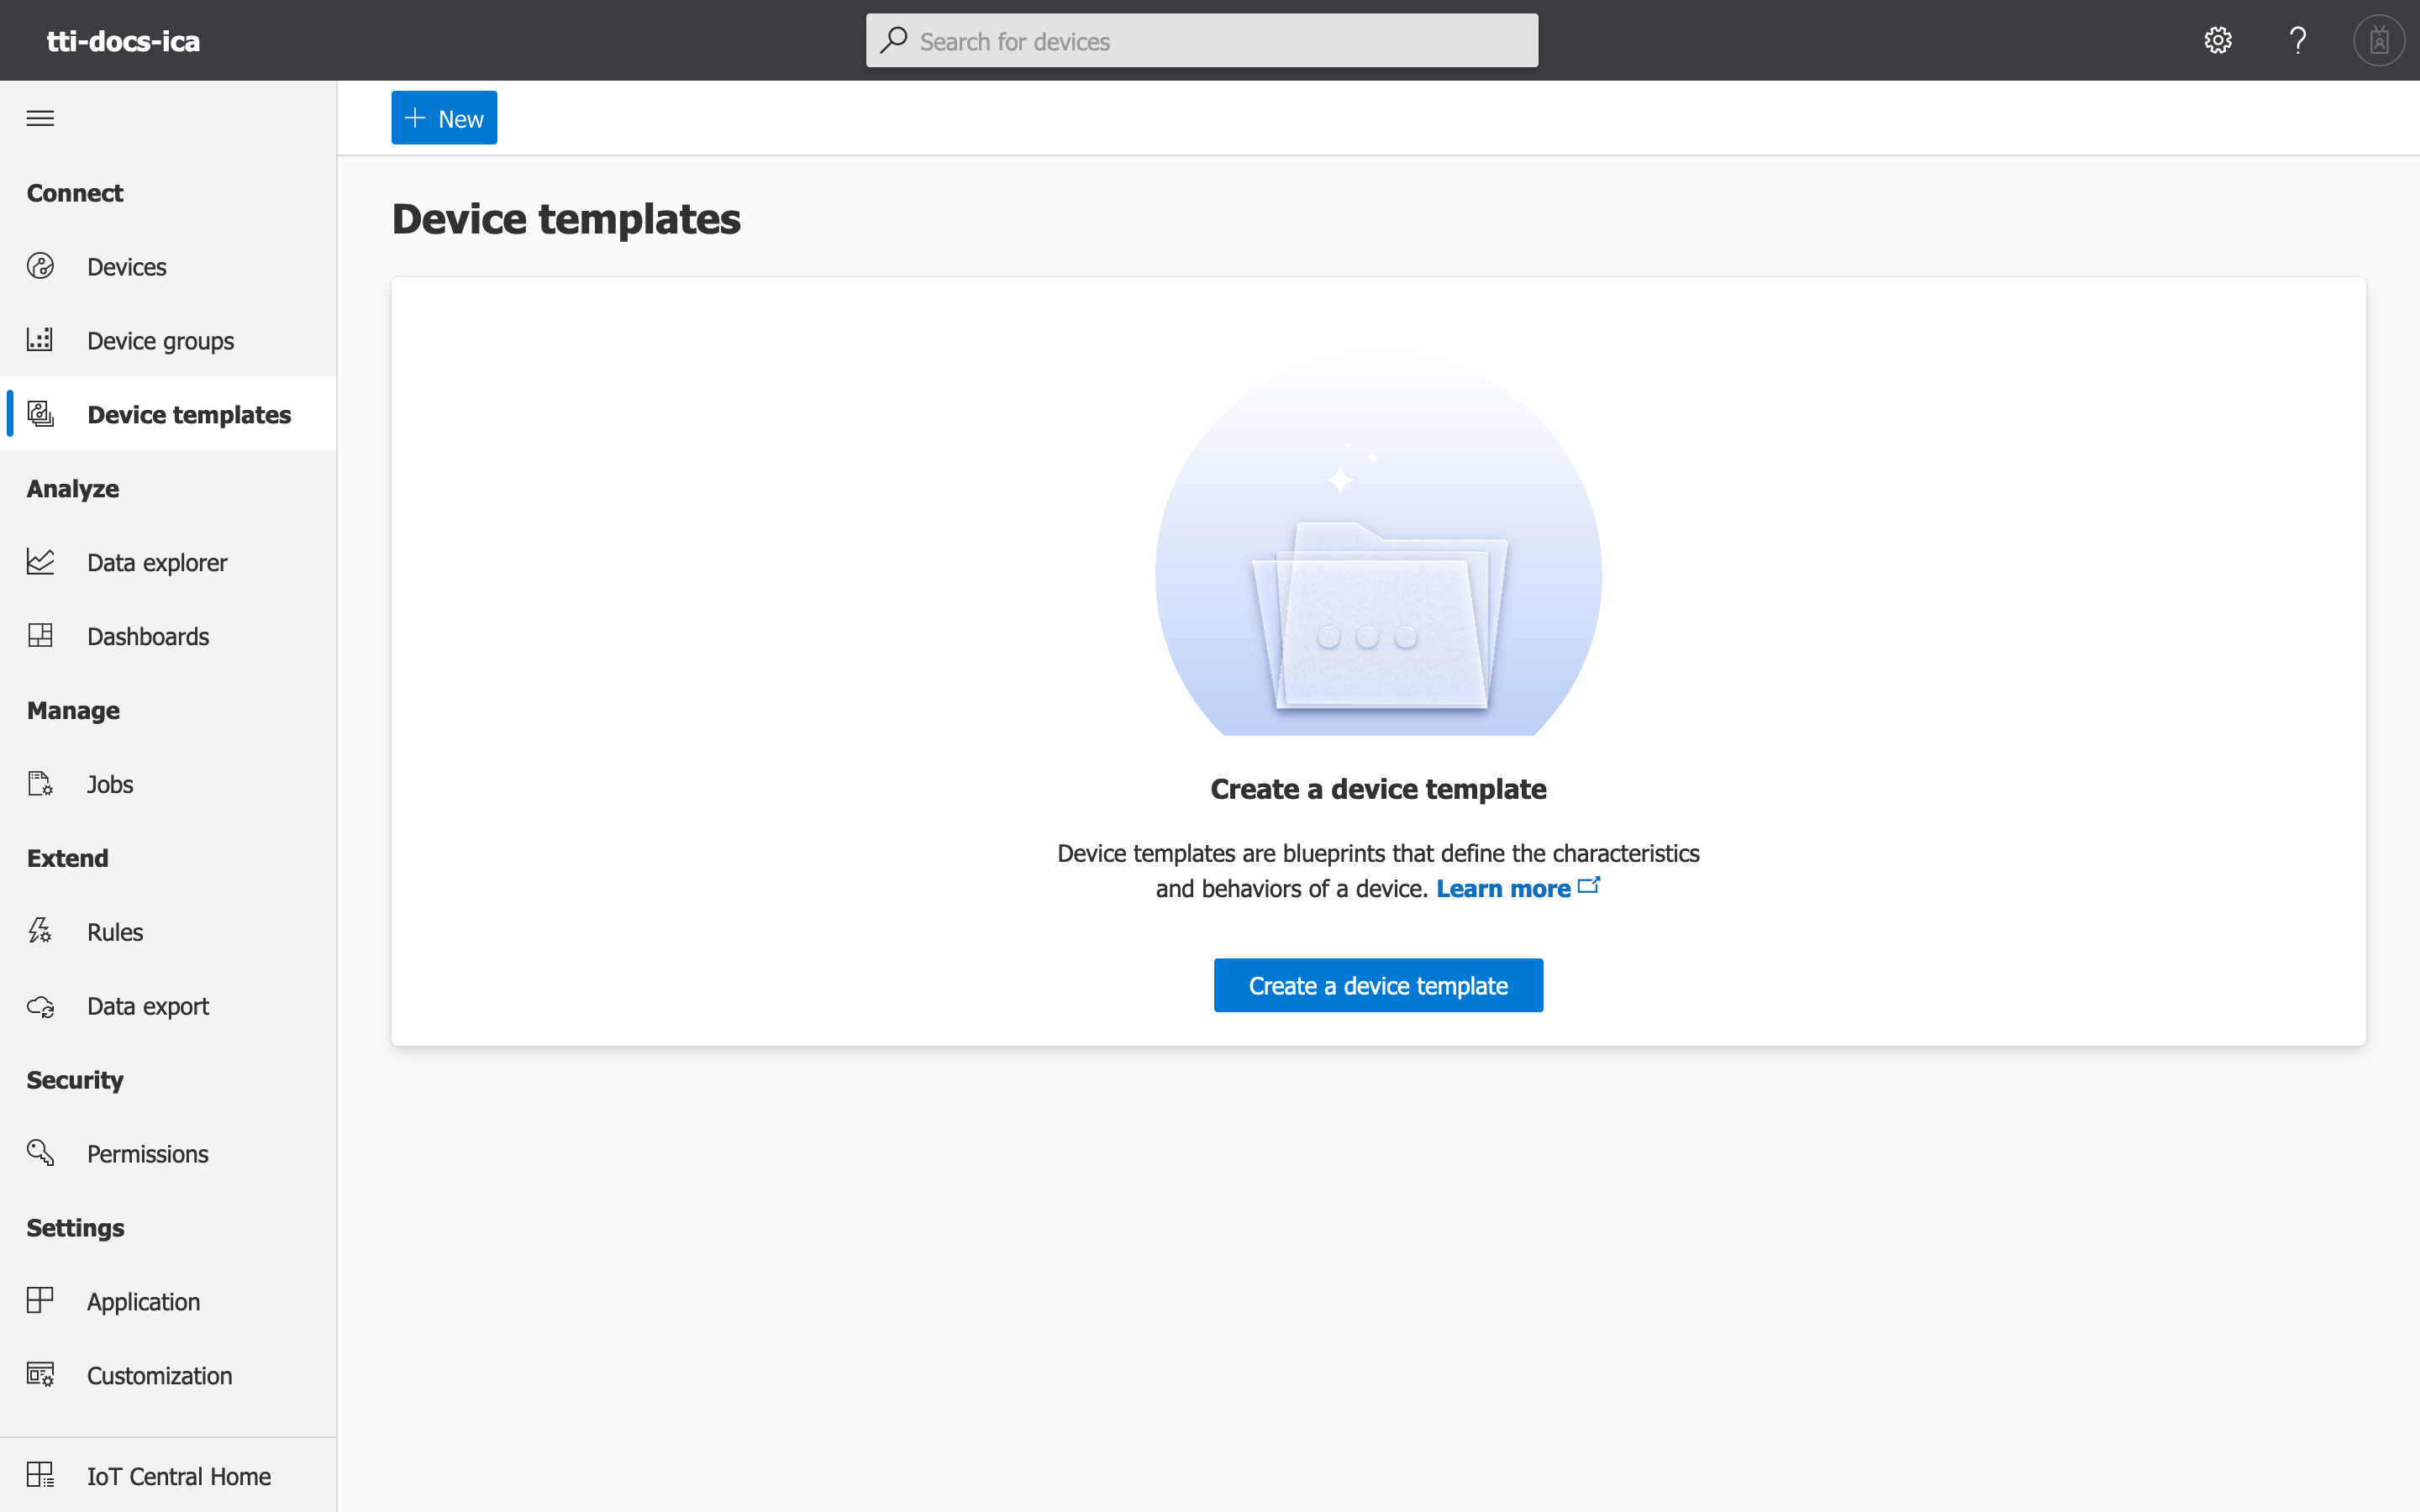 tti-docs-ica
Search for devices
?
New
Connect
Devices
Device groups
Device templates
Analyze
Data explorer
Dashboards
Manage
Jobs
Extend
Rules
Data export
Security
Permissions
Settings
Application
Customization
IoT Central Home
Device templates
Create a device template
Device templates are blueprints that define the characteristics
and behaviors of a device. Learn more
Create a device template